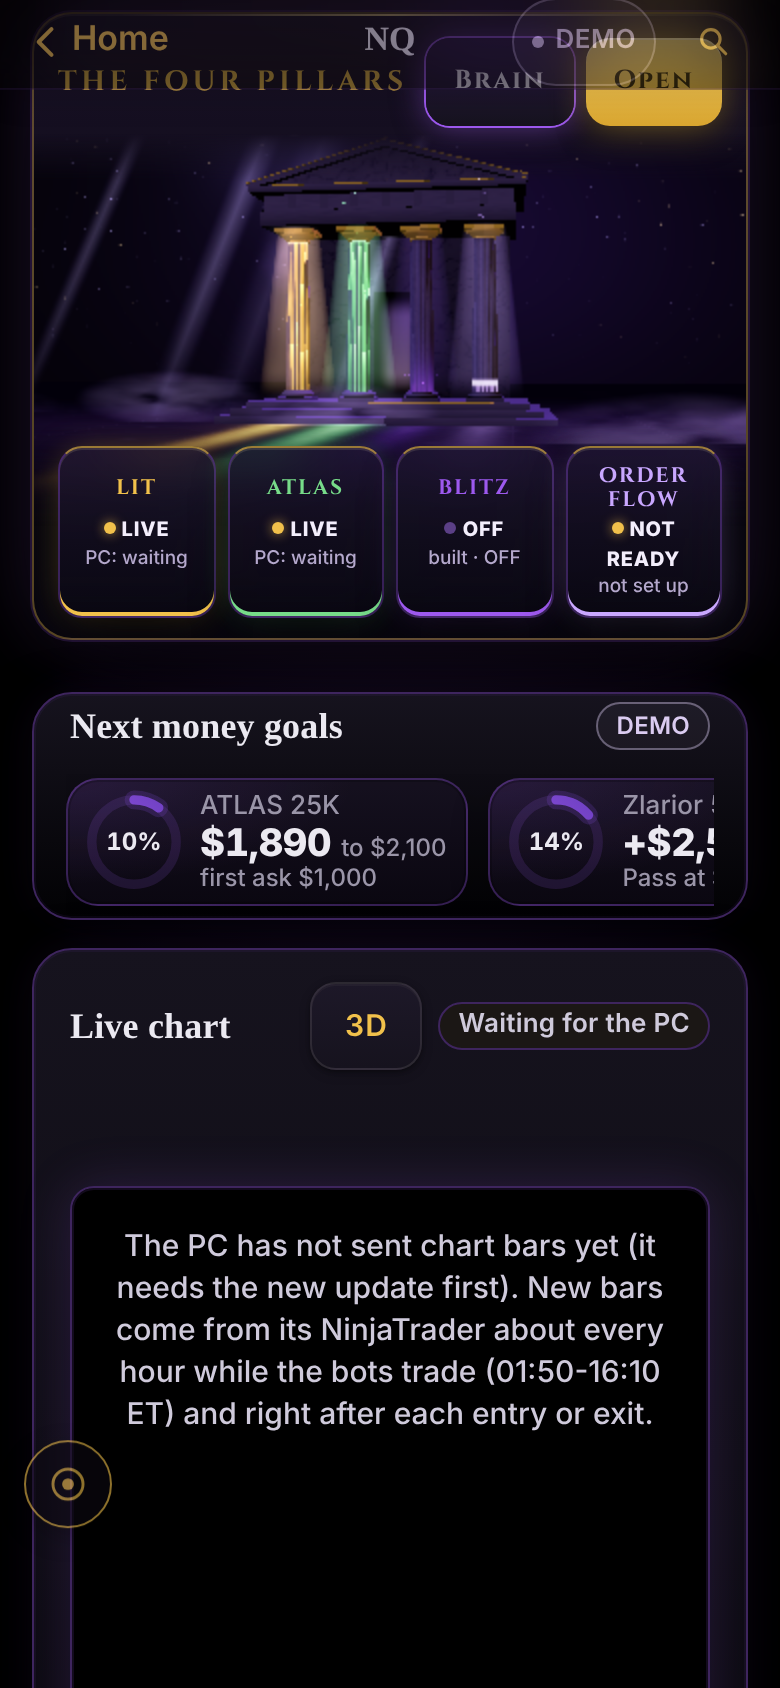 Home
NQ
DEMO
THE FOUR PILLARS
BRAIN
OPEN
LIT
LIVE
PC: waiting
ATLAS
LIVE
PC: waiting
BLITZ
OFF
built · OFF
ORDER
FLOW
NOT
READY
not set up
Next money goals
DEMO
10%
ATLAS 25K
$1,890 to $2,100
first ask $1,000
14%
Zlarior
+$2,5
Pass at
Live chart
3D
Waiting for the PC
The PC has not sent chart bars yet (it
needs the new update first). New bars
come from its NinjaTrader about every
hour while the bots trade (01:50-16:10
ET) and right after each entry or exit.